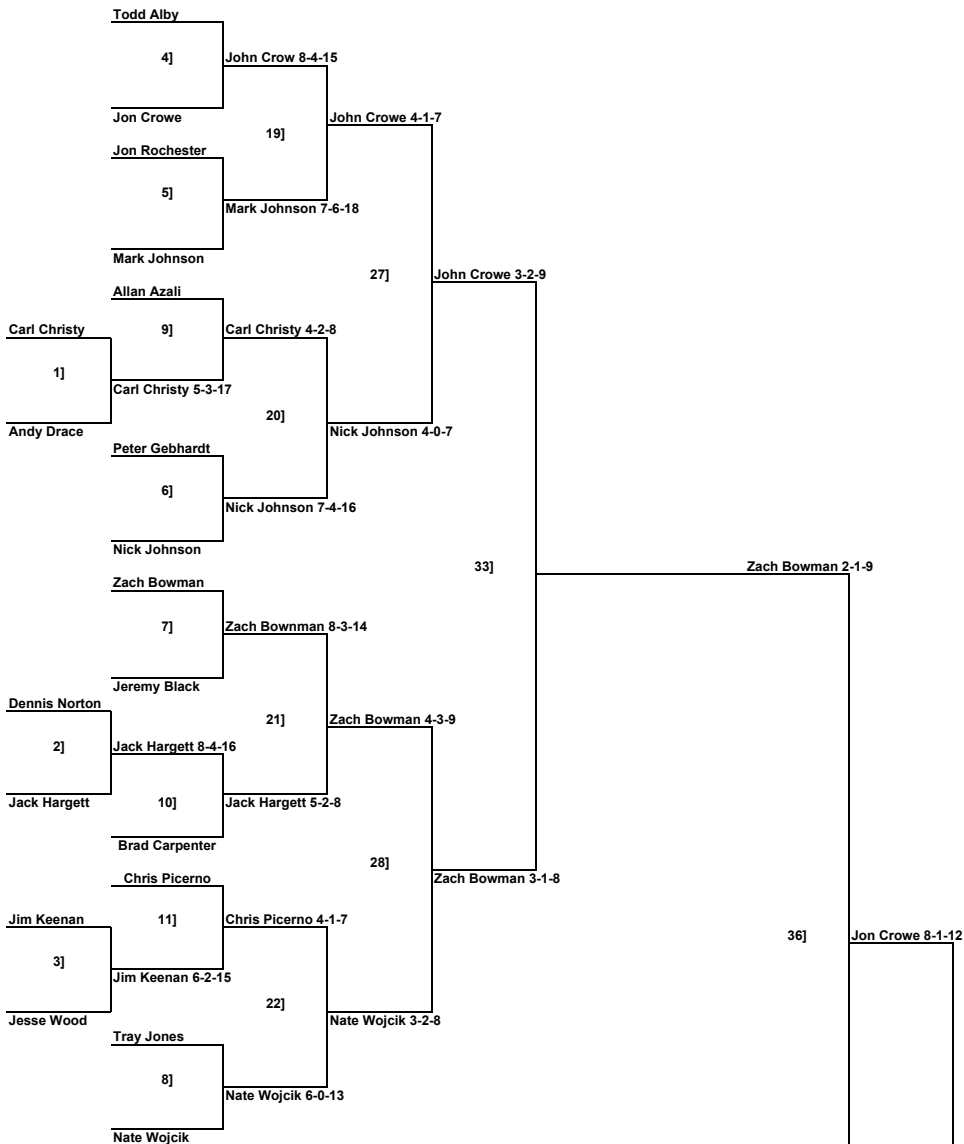 Todd Alby
4]
John Crow 8-4-15
Jon Crowe
John Crowe 4-1-7
19]
Jon Rochester
5]
Mark Johnson 7-6-18
Mark Johnson
27]
John Crowe 3-2-9
Allan Azali
Carl Christy
9]
Carl Christy 4-2-8
1]
Carl Christy 5-3-17
20]
Andy Drace
Nick Johnson 4-0-7
Peter Gebhardt
6]
Nick Johnson 7-4-16
Nick Johnson
33]
Zach Bowman 2-1-9
Zach Bowman
7]
Zach Bownman 8-3-14
Jeremy Black
Dennis Norton
21]
Zach Bowman 4-3-9
2]
Jack Hargett 8-4-16
Jack Hargett
10]
Jack Hargett 5-2-8
Brad Carpenter
28]
Zach Bowman 3-1-8
Chris Picerno
Jim Keenan
11]
Chris Picerno 4-1-7
36]
Jon Crowe 8-1-12
3]
Jim Keenan 6-2-15
22]
Jesse Wood
Nate Wojcik 3-2-8
Tray Jones
8]
Nate Wojcik 6-0-13
Nate Wojcik